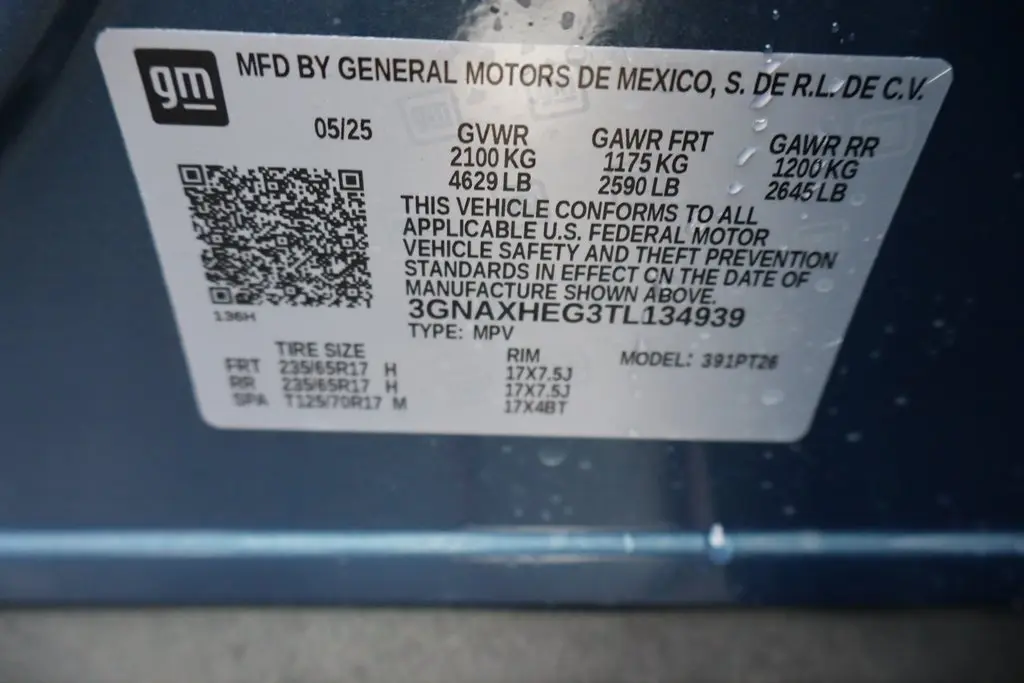 gm MFD BY GENERAL MOTORS DE MEXICO, S. DE R.L. DE C.V.
05/25 GVWR GAWR FRT GAWR RR
2100 KG 1175 KG 1200 KG
4629 LB 2590 LB 2645 LB
THIS VEHICLE CONFORMS TO ALL
APPLICABLE U.S. FEDERAL MOTOR
VEHICLE SAFETY AND THEFT PREVENTION
STANDARDS IN EFFECT ON THE DATE OF
MANUFACTURE SHOWN ABOVE.
3GNAXHEG3TL134939
136H
TYPE: MPV
TIRE SIZE RIM MODEL: 391PT26
FRT 235/65R17 H 17X7.5J
RR 235/65R17 H 17X7.5J
SPA T125/70R17 M 17X4BT